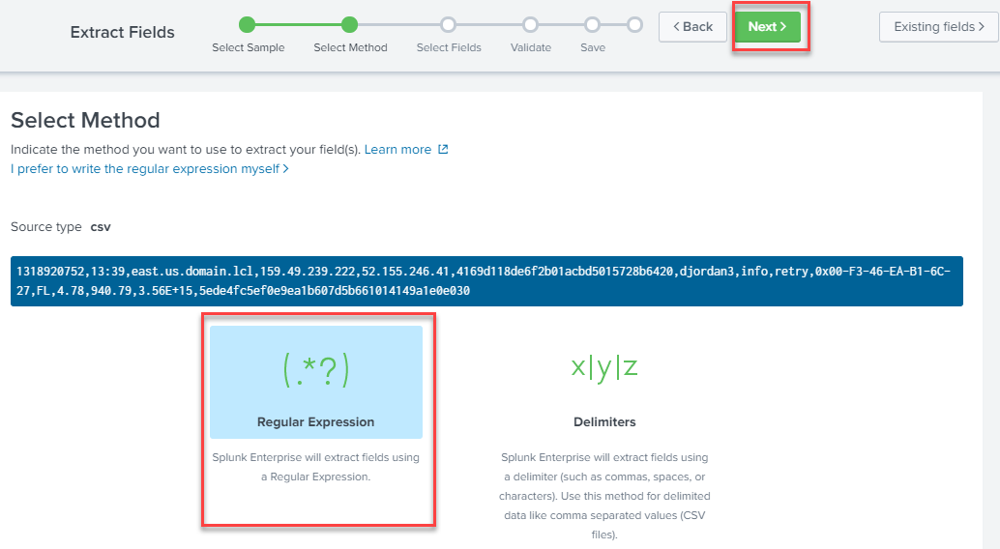 Extract Fields
Select Sample
Select Method
Select Fields
Validate
Save
< Back
Next >
Existing fields >
Select Method
Indicate the method you want to use to extract your field(s). Learn more
I prefer to write the regular expression myself >
Source type csv
1318920752,13:39,east.us.domain.lcl,159.49.239.222,52.155.246.41,4169d118de6f2b01acbd5015728b6420,djordan3,info,retry,0x00-F3-46-EA-B1-6C-
27,FL,4.78,940.79,3.56E+15,5ede4fc5ef0e9ea1b607d5b661014149a1e0e030
(.*?)
Regular Expression
Splunk Enterprise will extract fields using
a Regular Expression.
x|y|z
Delimiters
Splunk Enterprise will extract fields using
a delimiter (such as commas, spaces, or
characters). Use this method for delimited
data like comma separated values (CSV
files).